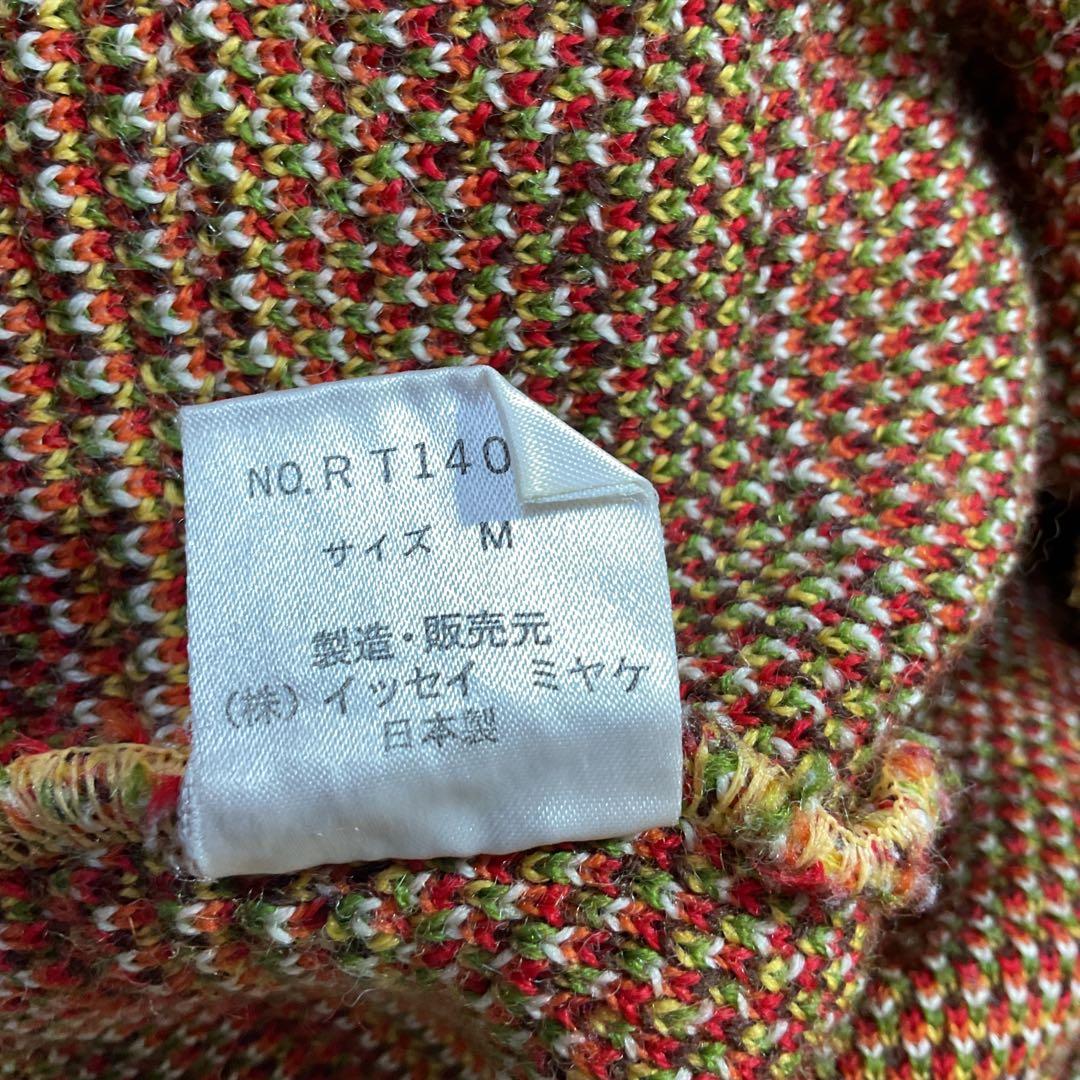 NO.RT140
サイズ M
製造・販売元
(株)イッセイ ミヤケ
日本製